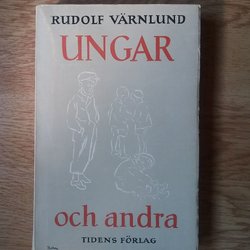 RUDOLF VÄRNLUND
UNGAR
och andra
TIDENS FÖRLAG